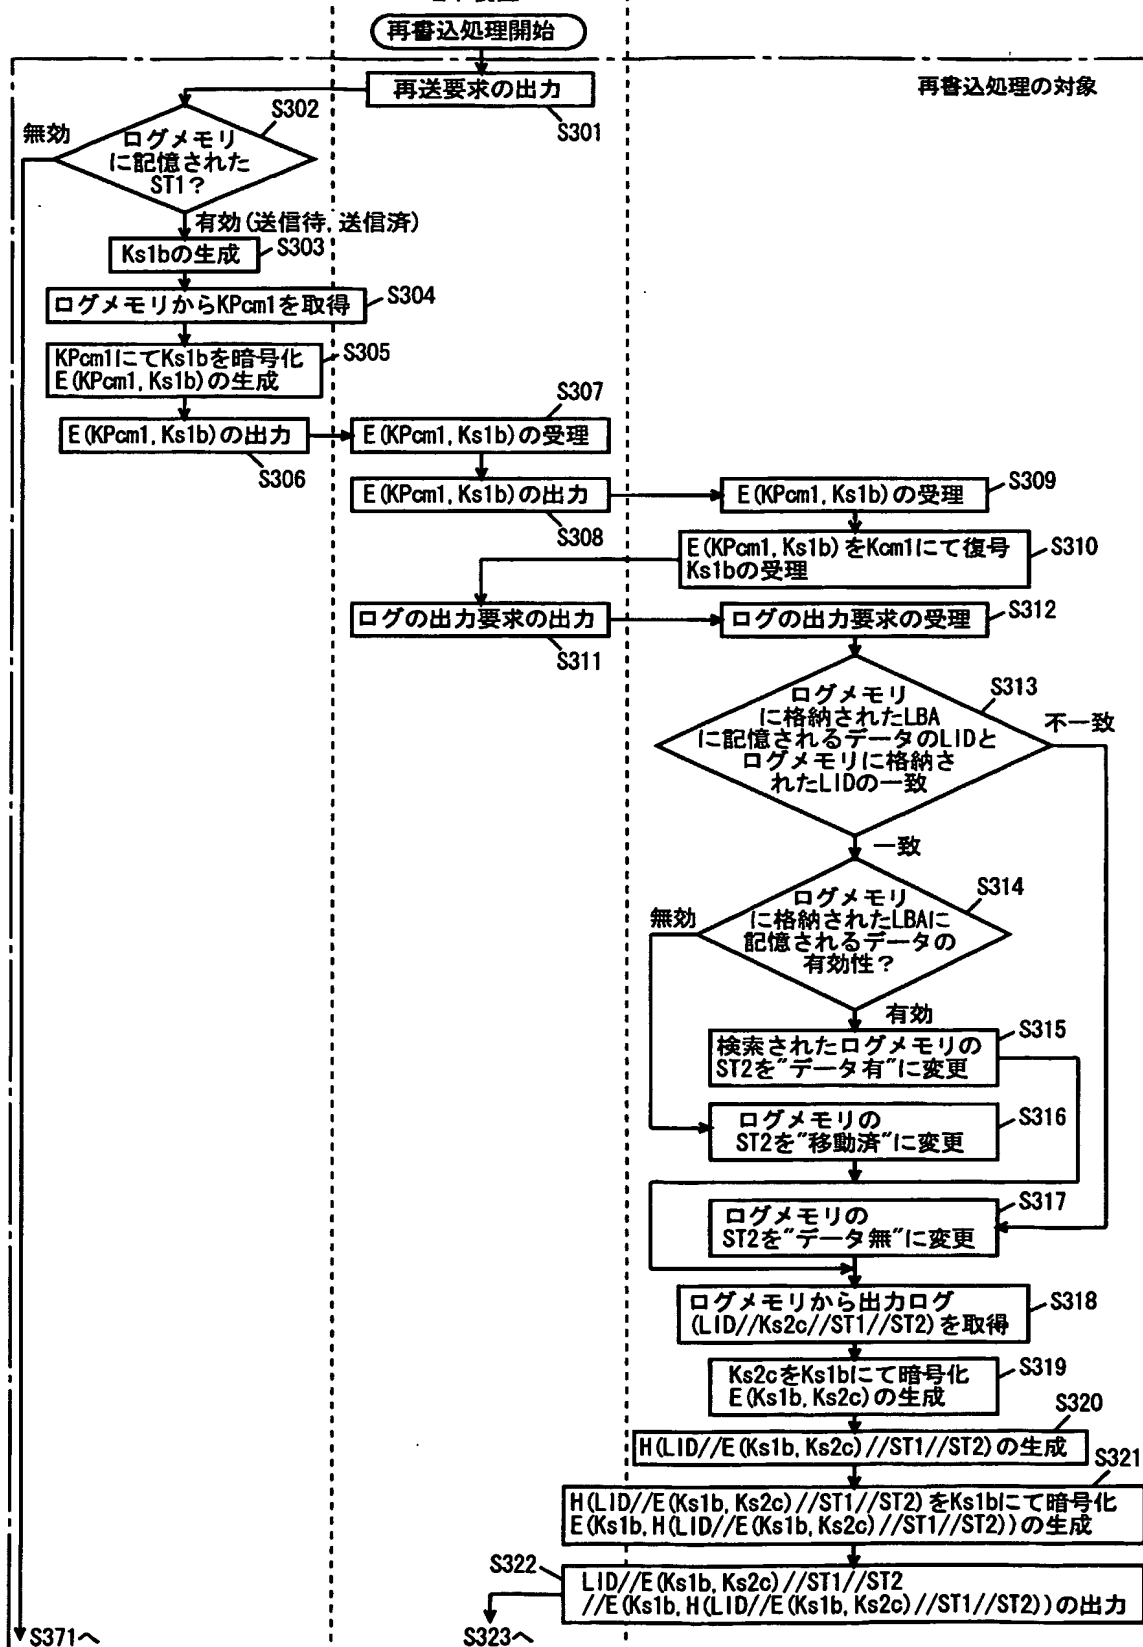 再書込処理開始
再送要求の出力
S301
再書込処理の対象
S302
無効
ログメモリ
に記憶された
ST1?
有効(送信待,送信済)
Ks1bの生成
S303
ログメモリからKPcm1を取得
S304
KPcm1にてKs1bを暗号化
E(KPcm1, Ks1b)の生成
S305
E(KPcm1, Ks1b)の出力
S306
S307
E(KPcm1, Ks1b)の受理
E(KPcm1, Ks1b)の出力
S308
E(KPcm1, Ks1b)の受理
S309
E(KPcm1, Ks1b)をKcm1にて復号
Ks1bの受理
S310
ログの出力要求の出力
S311
ログの出力要求の受理
S312
S313
ログメモリ
に格納されたLBA
に記憶されるデータのLIDと
ログメモリに格納さ
れたLIDの一致
不一致
一致
S314
ログメモリ
に格納されたLBAに
記憶されるデータの
有効性?
無効
有効
検索されたログメモリの
ST2を"データ有"に変更
S315
ログメモリの
ST2を"移動済"に変更
S316
ログメモリの
ST2を"データ無"に変更
S317
ログメモリから出力ログ
(LID//Ks2c//ST1//ST2)を取得
S318
Ks2cをKs1bにて暗号化
E(Ks1b, Ks2c)の生成
S319
S320
H(LID//E(Ks1b, Ks2c)//ST1//ST2)の生成
S321
H(LID//E(Ks1b, Ks2c)//ST1//ST2)をKs1bにて暗号化
E(Ks1b, H(LID//E(Ks1b, Ks2c)//ST1//ST2))の生成
S322
LID//E(Ks1b, Ks2c)//ST1//ST2
//E(Ks1b, H(LID//E(Ks1b, Ks2c)//ST1//ST2))の出力
S371へ
S323へ